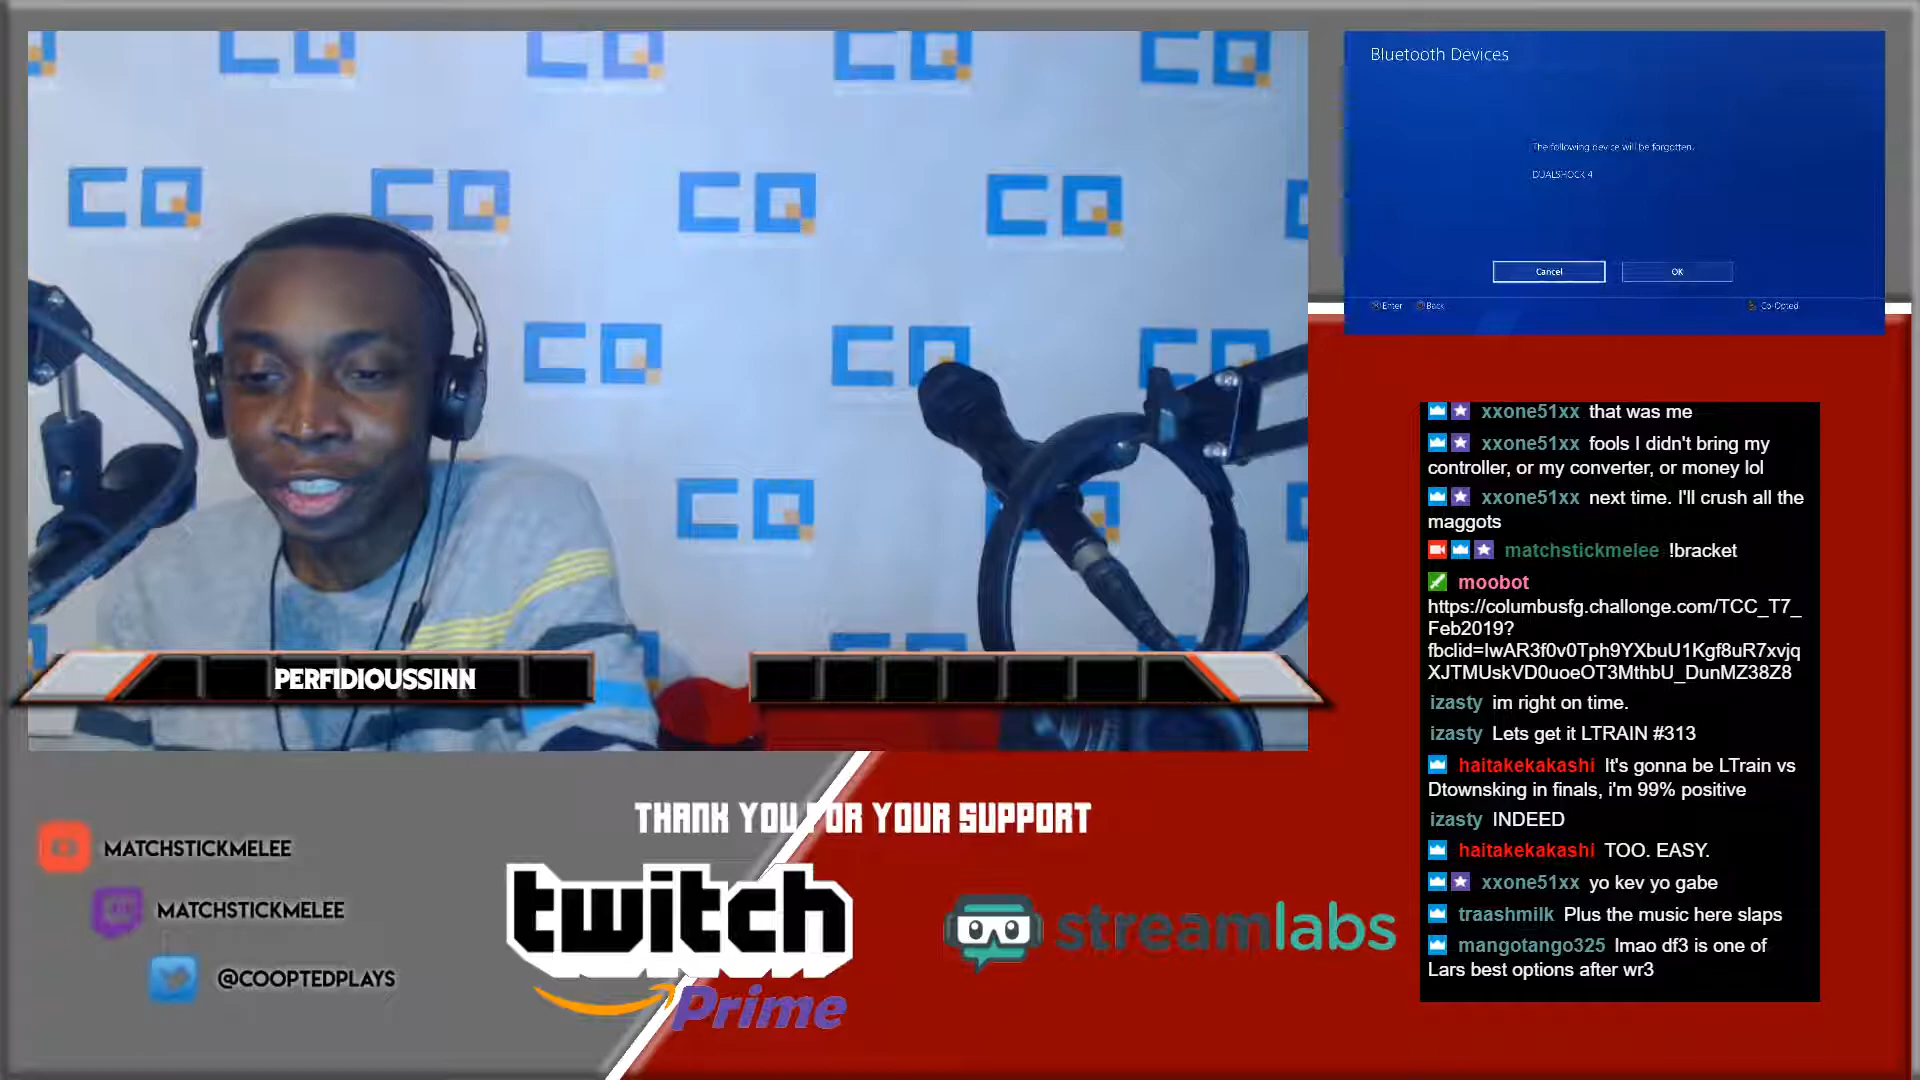 CQ
Bluetooth Devices
The following device will be forgotten.
DUALSHOCK 4
Cancel
OK
Enter
Back
Co-Opted
xxone51xx that was me
xxone51xx fools I didn't bring my
controller, or my converter, or money lol
xxone51xx next time. I'll crush all the
maggots
matchstickmelee !bracket
moobot
https://columbusfg.challonge.com/TCC_T7_
Feb2019?
fbclid=IwAR3f0v0Tph9YXbuU1Kgf8uR7xvjq
XJTMUskVD0uoeOT3MthbU_DunMZ38Z8
izasty im right on time.
izasty Lets get it LTRAIN #313
haitakekakashi It's gonna be LTrain vs
Dtownsking in finals, i'm 99% positive
izasty INDEED
haitakekakashi TOO. EASY.
xxone51xx yo kev yo gabe
traashmilk Plus the music here slaps
mangotango325 lmao df3 is one of
Lars best options after wr3
PERFIDIOUSSINN
THANK YOU FOR YOUR SUPPORT
MATCHSTICKMELEE
MATCHSTICKMELEE
@COOPTEDPLAYS
twitch
Prime
streamlabs